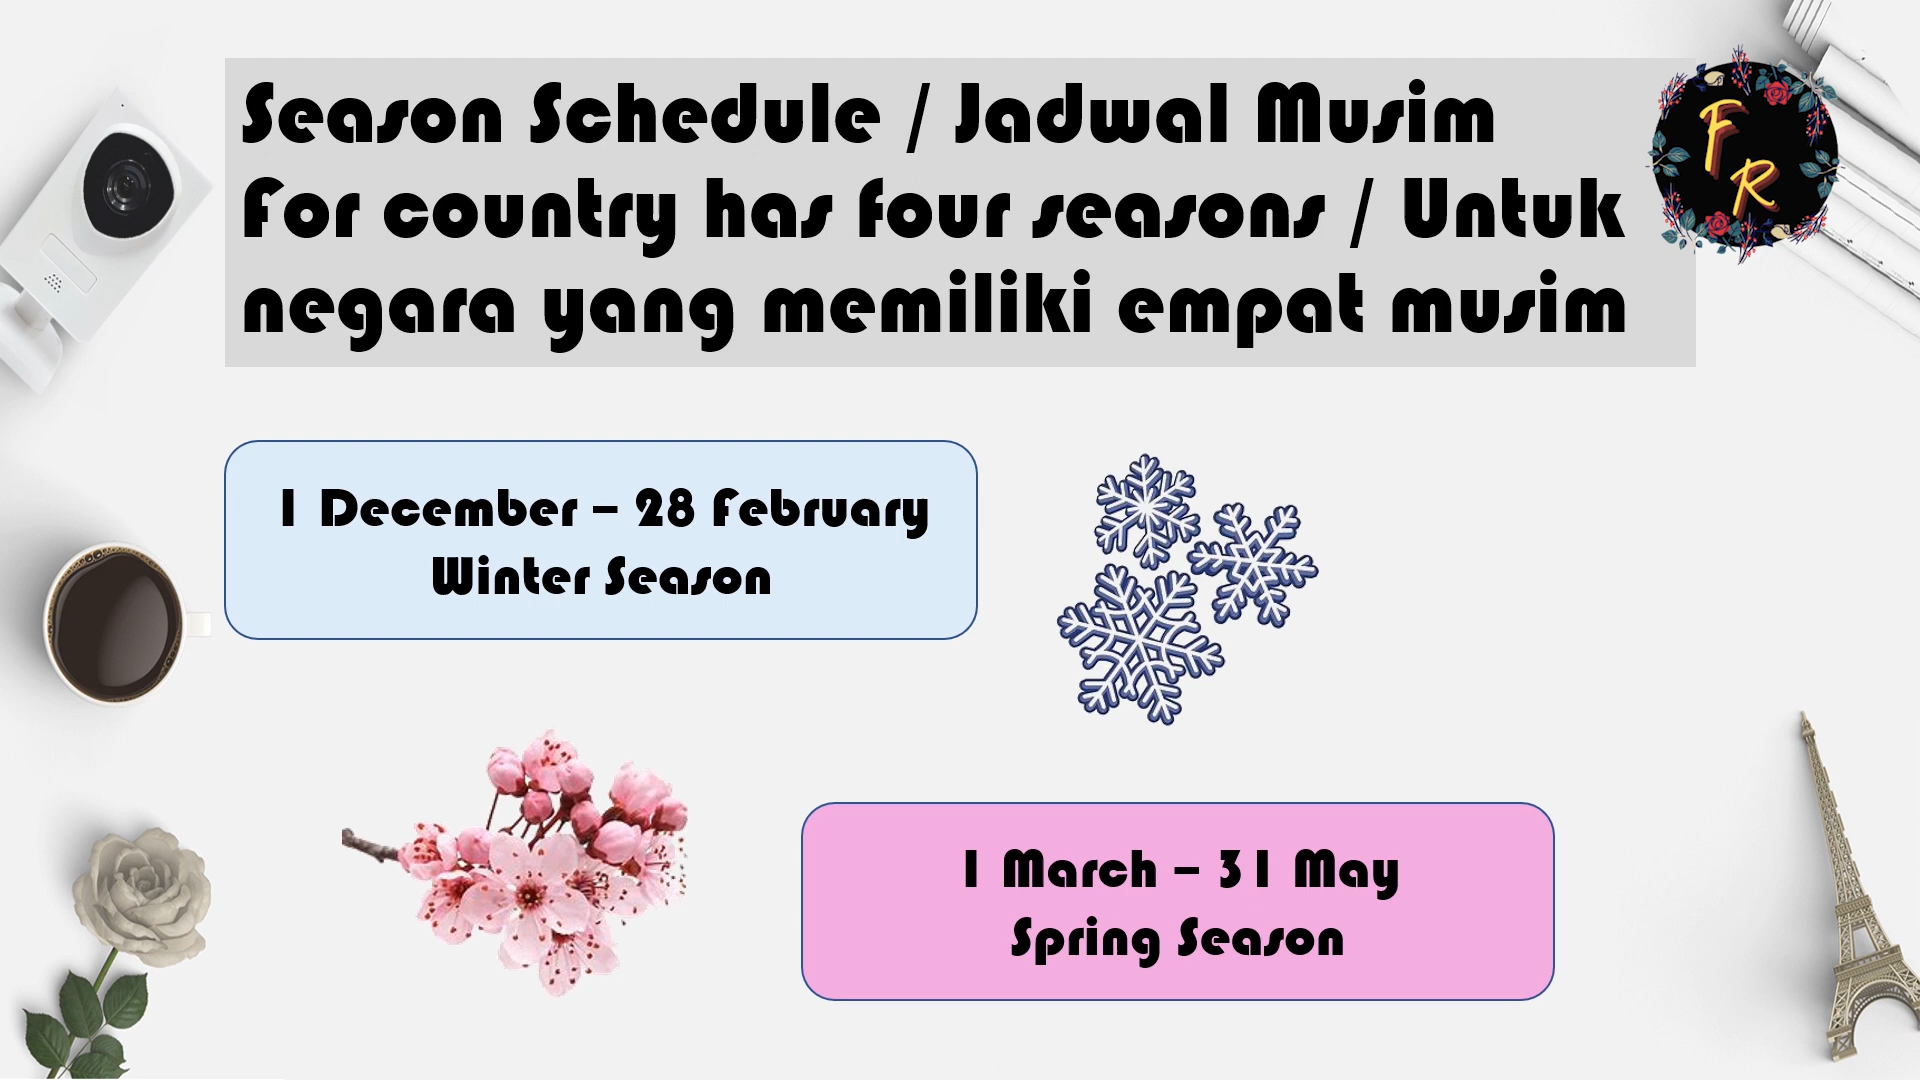 Season Schedule / Jadwal Musim
For country has four seasons / Untuk
negara yang memiliki empat musim
F
R
1 December – 28 February
Winter Season
1 March – 31 May
Spring Season